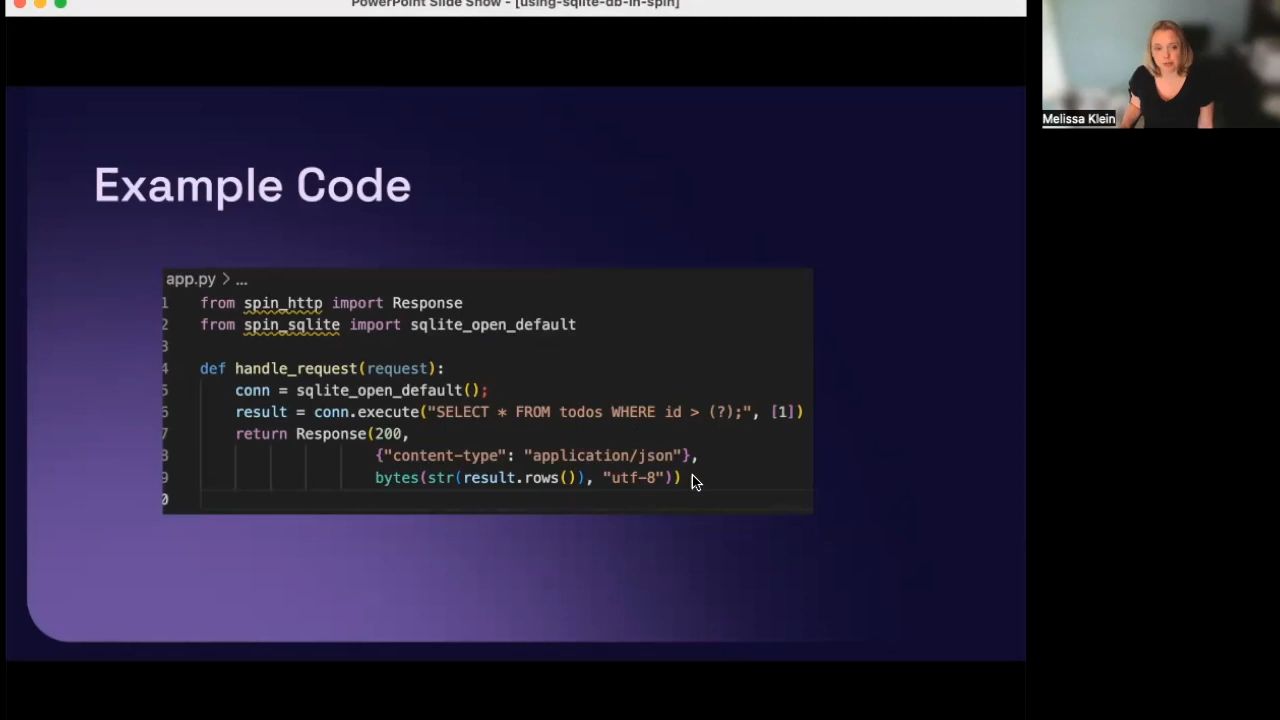 PowerPoint Slide Show - [using-sqlite-db-in-spin]
Melissa Klein
Example Code
app.py > ...
1 from spin_http import Response
2 from spin_sqlite import sqlite_open_default
3
4 def handle_request(request):
5 conn = sqlite_open_default();
6 result = conn.execute("SELECT * FROM todos WHERE id > (?);", [1])
7 return Response(200,
8 {"content-type": "application/json"},
9 bytes(str(result.rows()), "utf-8"))
0